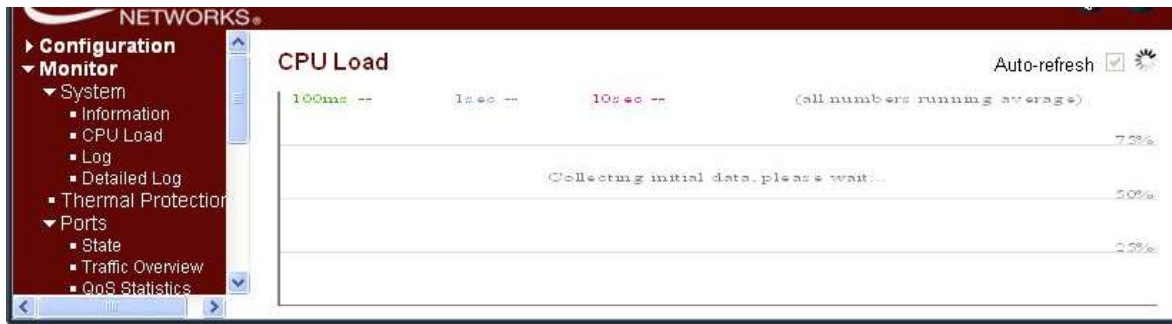 NETWORKS®
Configuration
Monitor
System
Information
CPU Load
Log
Detailed Log
Thermal Protection
Ports
State
Traffic Overview
QoS Statistics
CPU Load
Auto-refresh
100ms -- 1sec -- 10sec -- (all numbers running average)
75%
Collecting initial data, please wait...
50%
25%